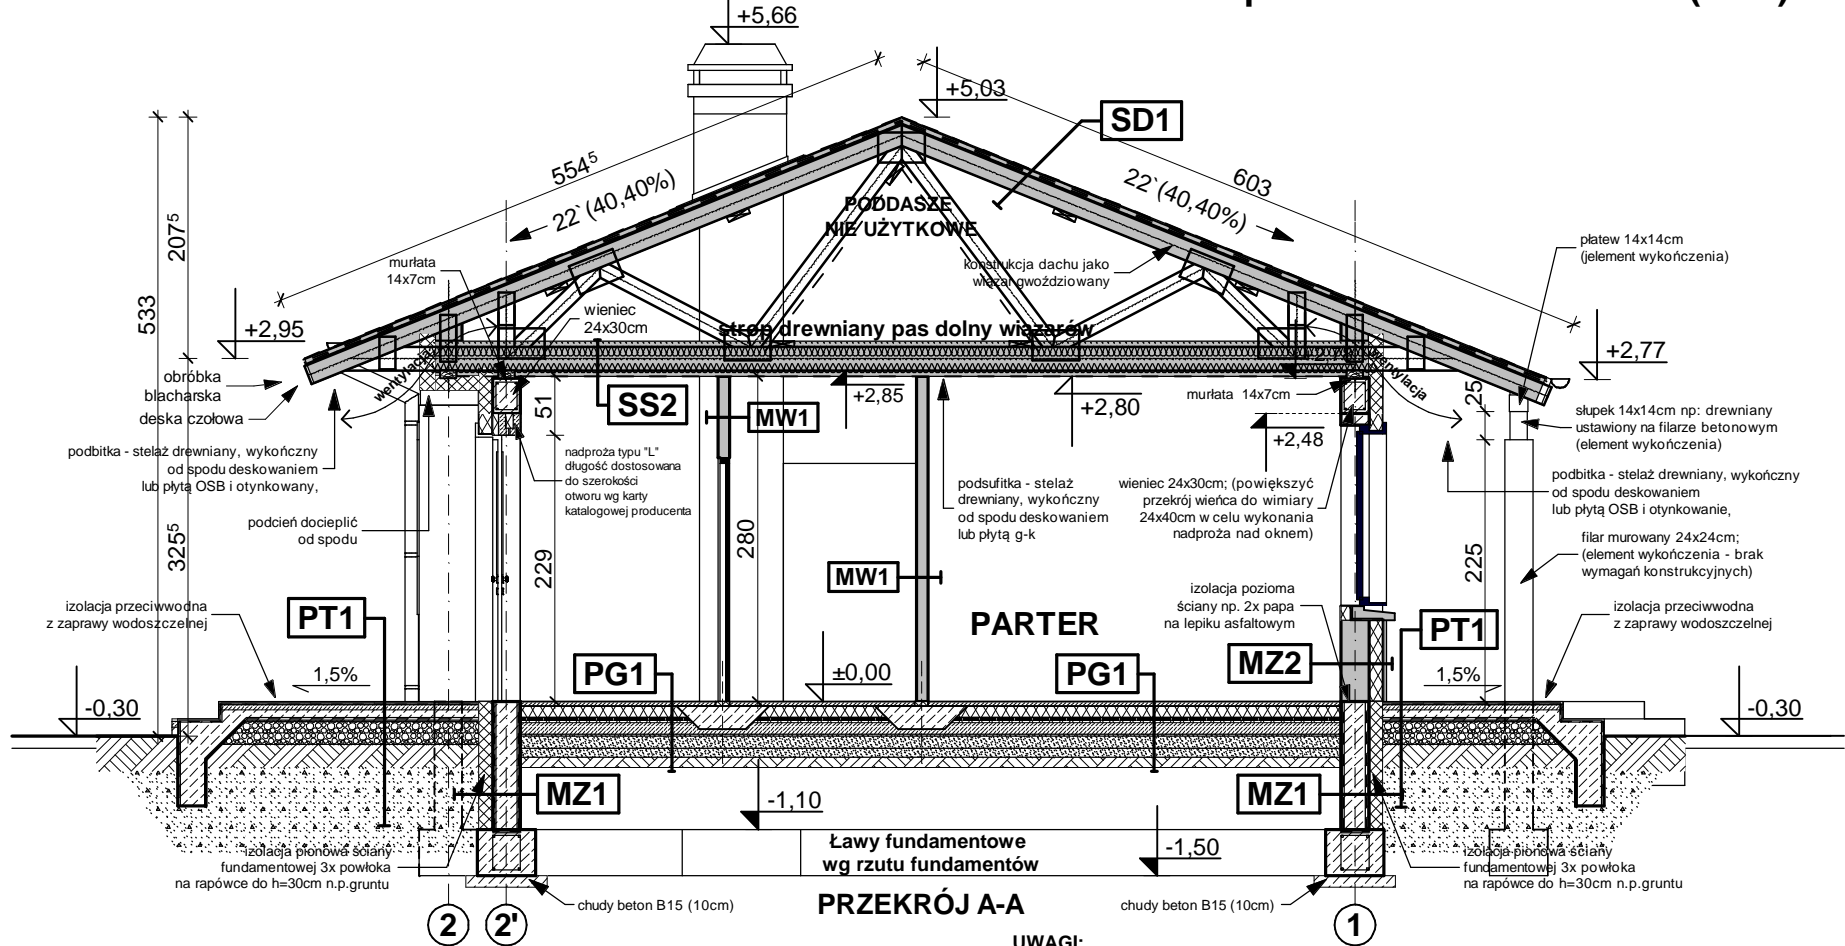 +5,66
+5,03
SD1
554⁵
22`(40,40%)
603
22`(40,40%)
PODDASZE
NIE UŻYTKOWE
murłata
14x7cm
konstrukcja dachu jako
wiązar gwoździowany
płatew 14x14cm
(jelement wykończenia)
207⁵
533
325⁵
+2,95
wieniec
24x30cm
strop drewniany pas dolny wiązarów
+2,77
obróbka
blacharska
deska czołowa
wentylacja
wentylacja
SS2
51
MW1
+2,85
+2,80
murłata 14x7cm
+2,48
25
słupek 14x14cm np: drewniany
ustawiony na filarze betonowym
(element wykończenia)
podbitka - stelaż drewniany, wykończny
od spodu deskowaniem
lub płytą OSB i otynkowany,
nadproża typu "L"
długość dostosowana
do szerokości
otworu wg karty
katalogowej producenta
podsufitka - stelaż
drewniany, wykończny
od spodu deskowaniem
lub płytą g-k
wieniec 24x30cm; (powiększyć
przekrój wieńca do wimiary
24x40cm w celu wykonania
nadproża nad oknem)
podbitka - stelaż drewniany, wykończny
od spodu deskowaniem
lub płytą OSB i otynkowanie,
podcień docieplić
od spodu
229
280
225
filar murowany 24x24cm;
(element wykończenia - brak
wymagań konstrukcyjnych)
MW1
izolacja przeciwwodna
z zaprawy wodoszczelnej
PT1
izolacja pozioma
ściany np. 2x papa
na lepiku asfaltowym
izolacja przeciwwodna
z zaprawy wodoszczelnej
PARTER
PT1
MZ2
1,5%
PG1
±0,00
PG1
1,5%
-0,30
-0,30
MZ1
-1,10
MZ1
izolacja pionowa ściany
fundamentowej 3x powłoka
na rapówce do h=30cm n.p.gruntu
Ławy fundamentowe
wg rzutu fundamentów
-1,50
izolacja pionowa ściany
fundamentowej 3x powłoka
na rapówce do h=30cm n.p.gruntu
chudy beton B15 (10cm)
PRZEKRÓJ A-A
chudy beton B15 (10cm)
2
2'
1
UWAGI: